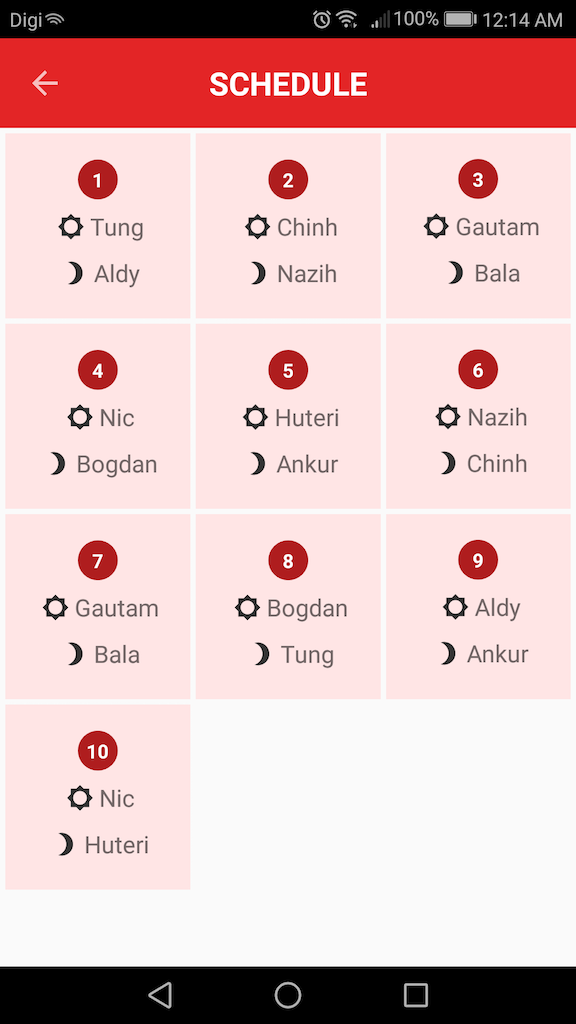 Digi 100% 12:14 AM
SCHEDULE
1
Tung
Aldy
2
Chinh
Nazih
3
Gautam
Bala
4
Nic
Bogdan
5
Huteri
Ankur
6
Nazih
Chinh
7
Gautam
Bala
8
Bogdan
Tung
9
Aldy
Ankur
10
Nic
Huteri